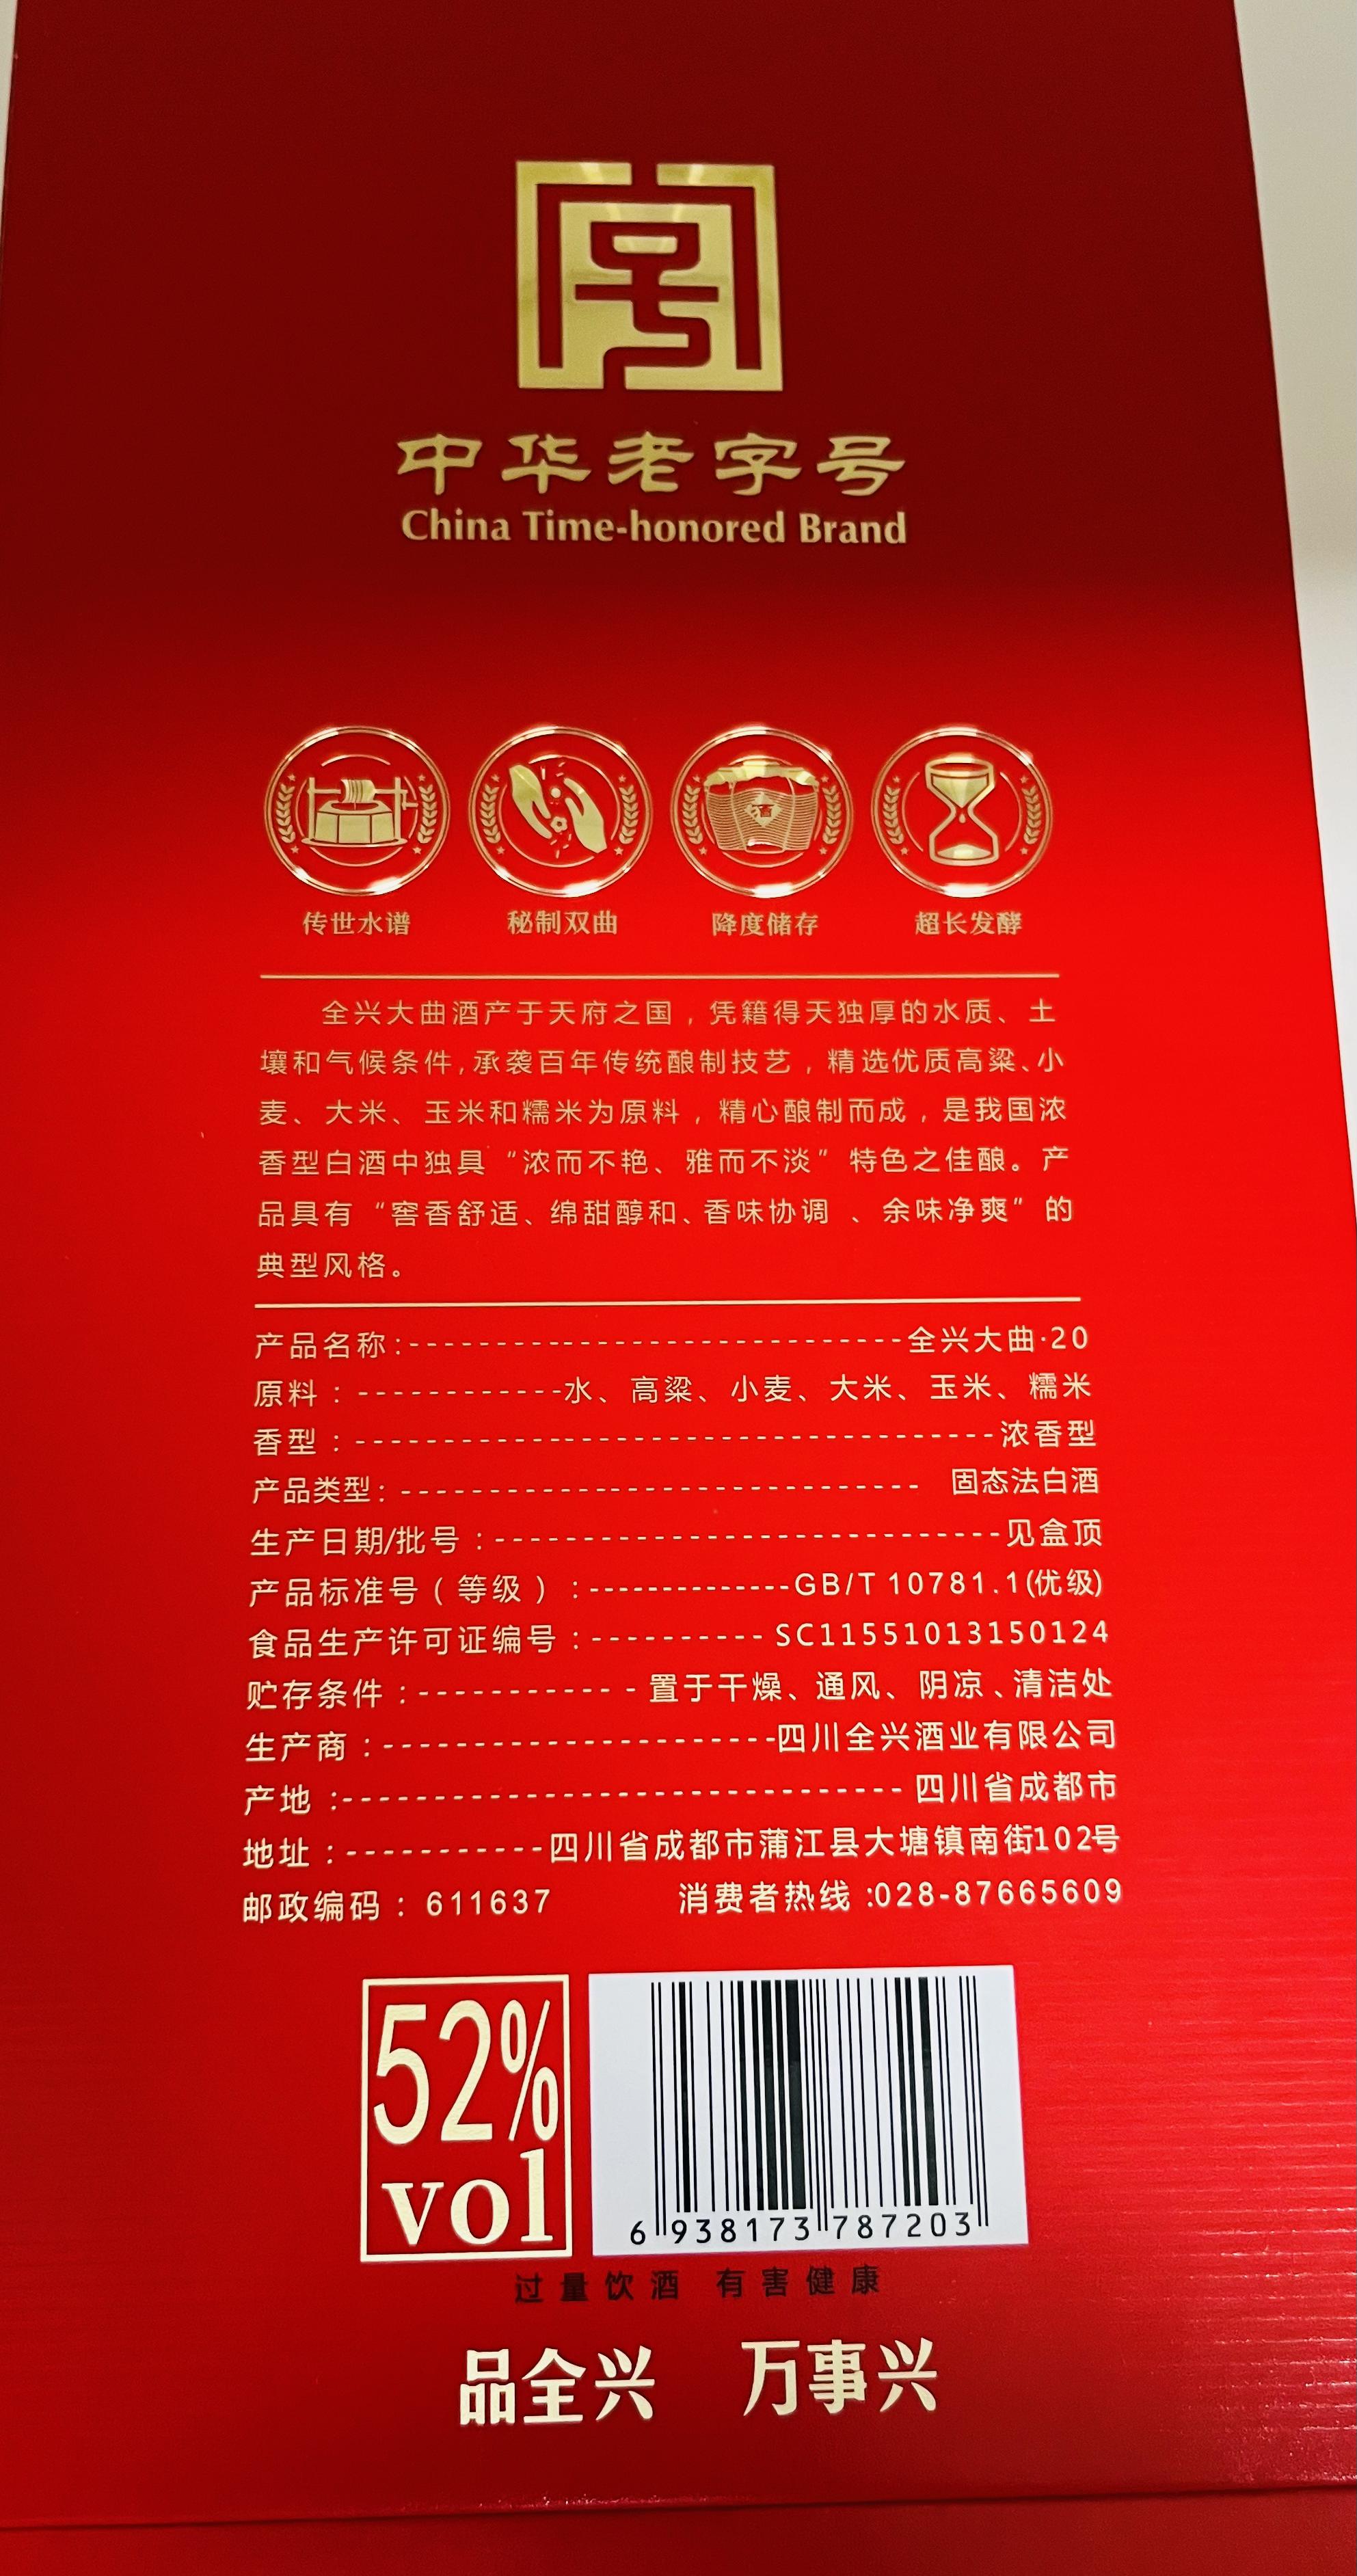 中华老字号
China Time-honored Brand
传世水谱 秘制双曲 降度储存 超长发酵
全兴大曲酒产于天府之国，凭籍得天独厚的水质、土
壤和气候条件,承袭百年传统酿制技艺，精选优质高粱、小
麦、大米、玉米和糯米为原料，精心酿制而成，是我国浓
香型白酒中独具“浓而不艳、雅而不淡”特色之佳酿。产
品具有“窖香舒适、绵甜醇和、香味协调、余味净爽”的
典型风格。
产品名称:----------------------------全兴大曲·20
原料：------------水、高粱、小麦、大米、玉米、糯米
香型：------------------------------------浓香型
产品类型:------------------------------ 固态法白酒
生产日期/批号：-----------------------------见盒顶
产品标准号（等级）：--------------GB/T 10781.1(优级)
食品生产许可证编号：---------- SC11551013150124
贮存条件：------------ 置于干燥、通风、阴凉、清洁处
生产商：----------------------四川全兴酒业有限公司
产地:-------------------------------- 四川省成都市
地址：-----------四川省成都市蒲江县大塘镇南街102号
邮政编码：611637 消费者热线:028-87665609
52%
vol
6 938173 787203
过量饮酒 有害健康
品全兴 万事兴